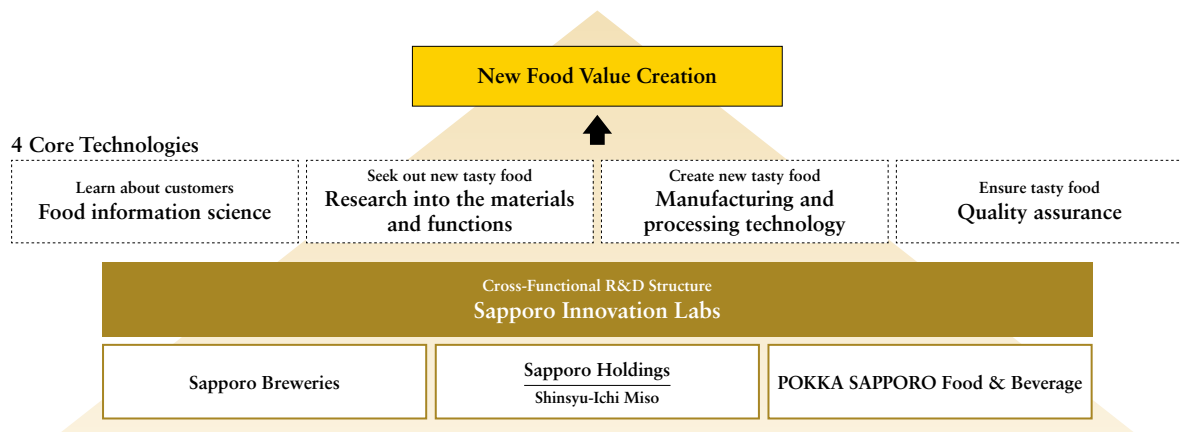 New Food Value Creation
4 Core Technologies
Learn about customers
Food information science
Seek out new tasty food
Research into the materials
and functions
Create new tasty food
Manufacturing and
processing technology
Ensure tasty food
Quality assurance
Cross-Functional R&D Structure
Sapporo Innovation Labs
Sapporo Breweries
Sapporo Holdings
Shinsyu-Ichi Miso
POKKA SAPPORO Food & Beverage